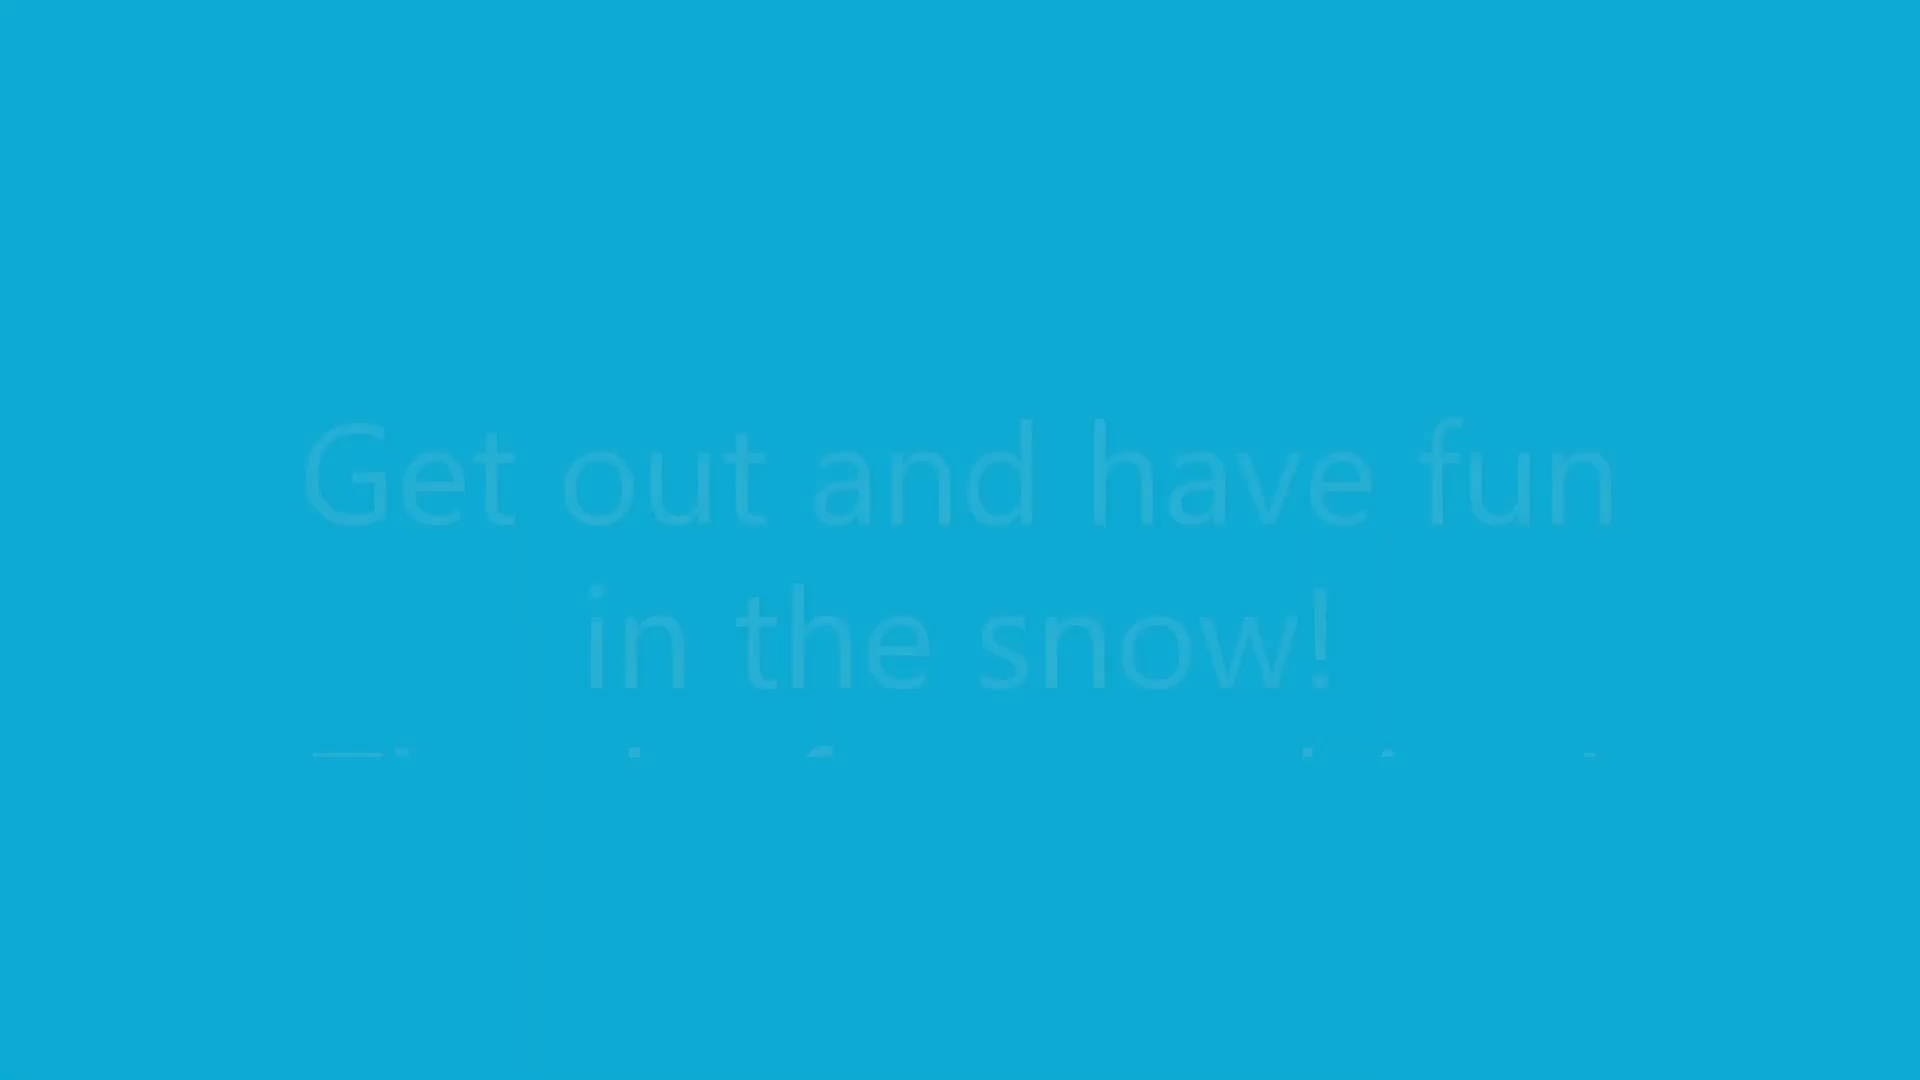 Get out and have fun
in the snow!